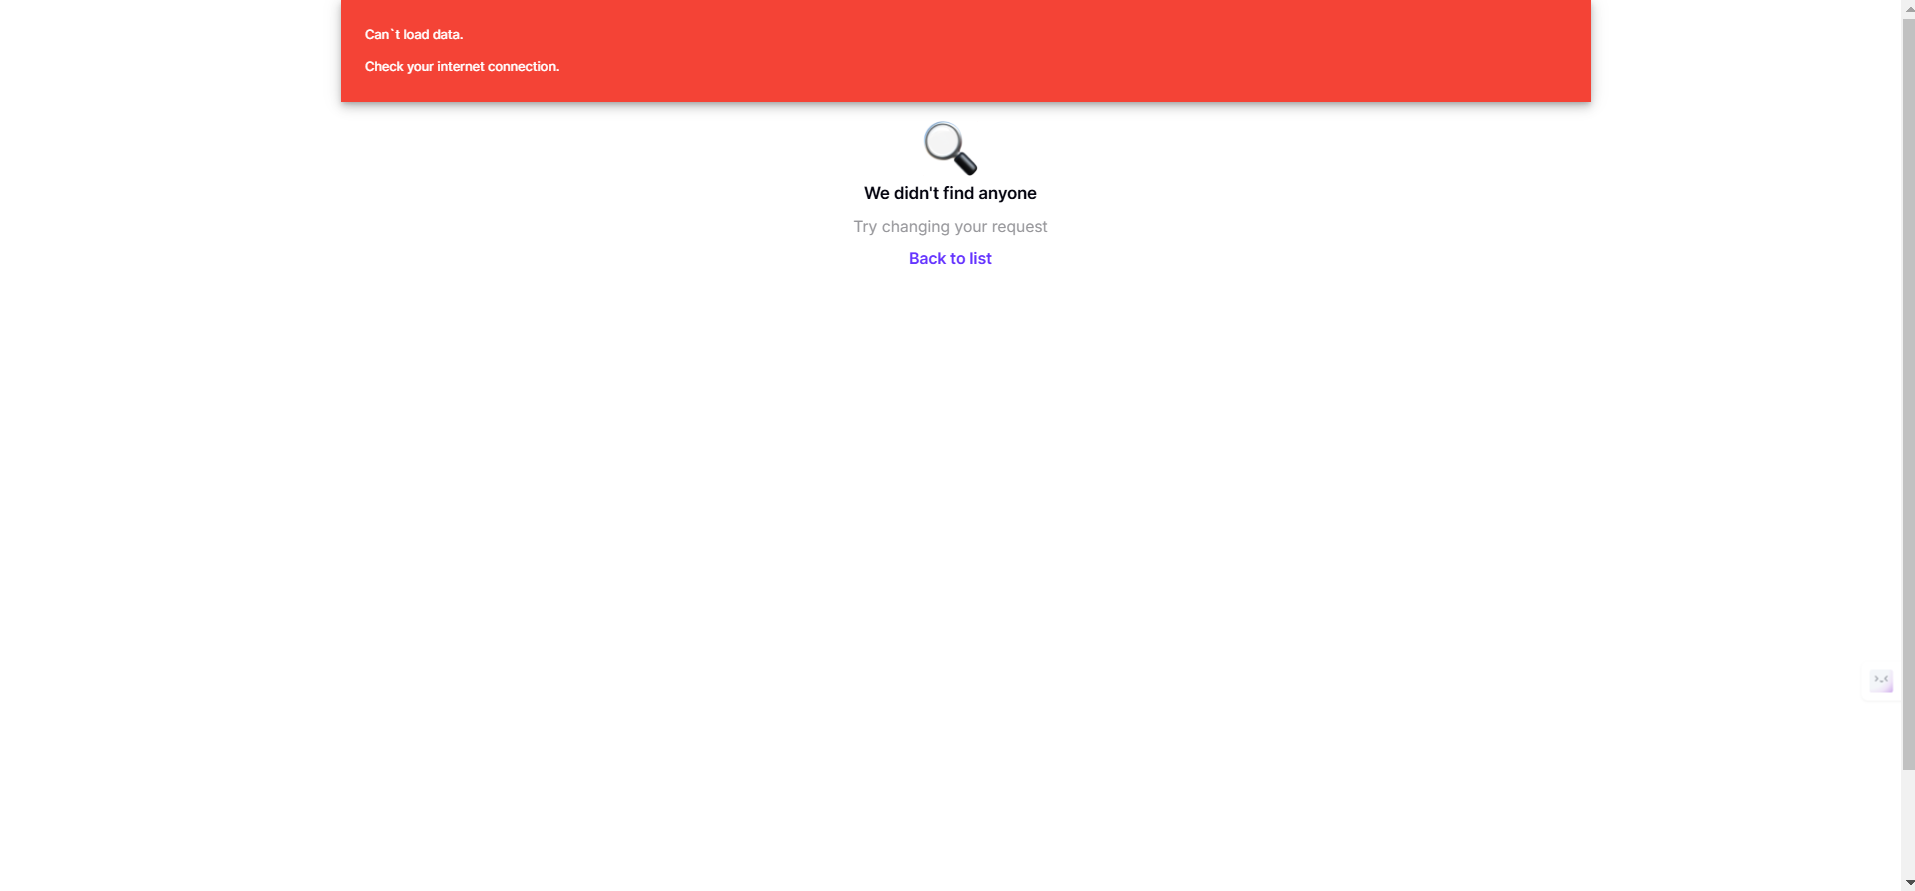 Can`t load data.
Check your internet connection.
We didn't find anyone
Try changing your request
Back to list